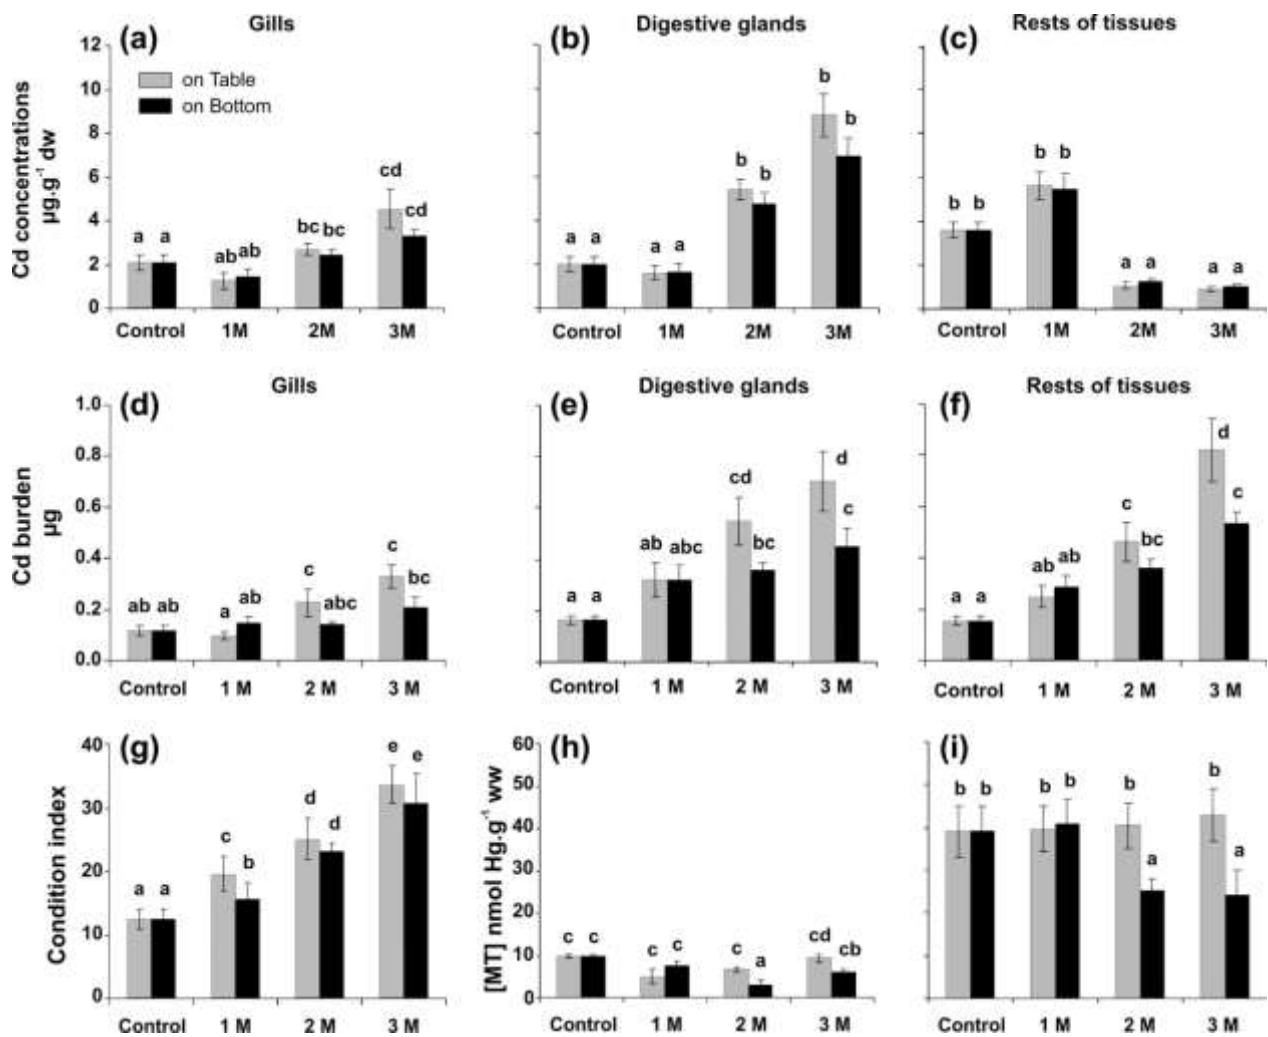 Gills
Digestive glands
Rests of tissues
(a)
(b)
(c)
Cd concentrations
µg.g⁻¹ dw
12
10
8
6
4
2
0
on Table
on Bottom
a a ab ab bc bc cd cd
a a a a b b b b
b b b b a a a a
Control 1M 2M 3M
Control 1M 2M 3M
Control 1M 2M 3M
Gills
Digestive glands
Rests of tissues
(d)
(e)
(f)
Cd burden
µg
1.0
0.8
0.6
0.4
0.2
0.0
ab ab a ab c abc c bc
a a ab abc cd bc d c
a a ab ab c bc d c
Control 1 M 2 M 3 M
Control 1 M 2 M 3 M
Control 1 M 2 M 3 M
(g)
(h)
(i)
Condition index
40
30
20
10
0
a a c b d d e e
[MT] nmol Hg.g⁻¹ ww
60
50
40
30
20
10
0
c c c c c a cd cb
b b b b b a b a
Control 1 M 2 M 3 M
Control 1 M 2 M 3 M
Control 1 M 2 M 3 M